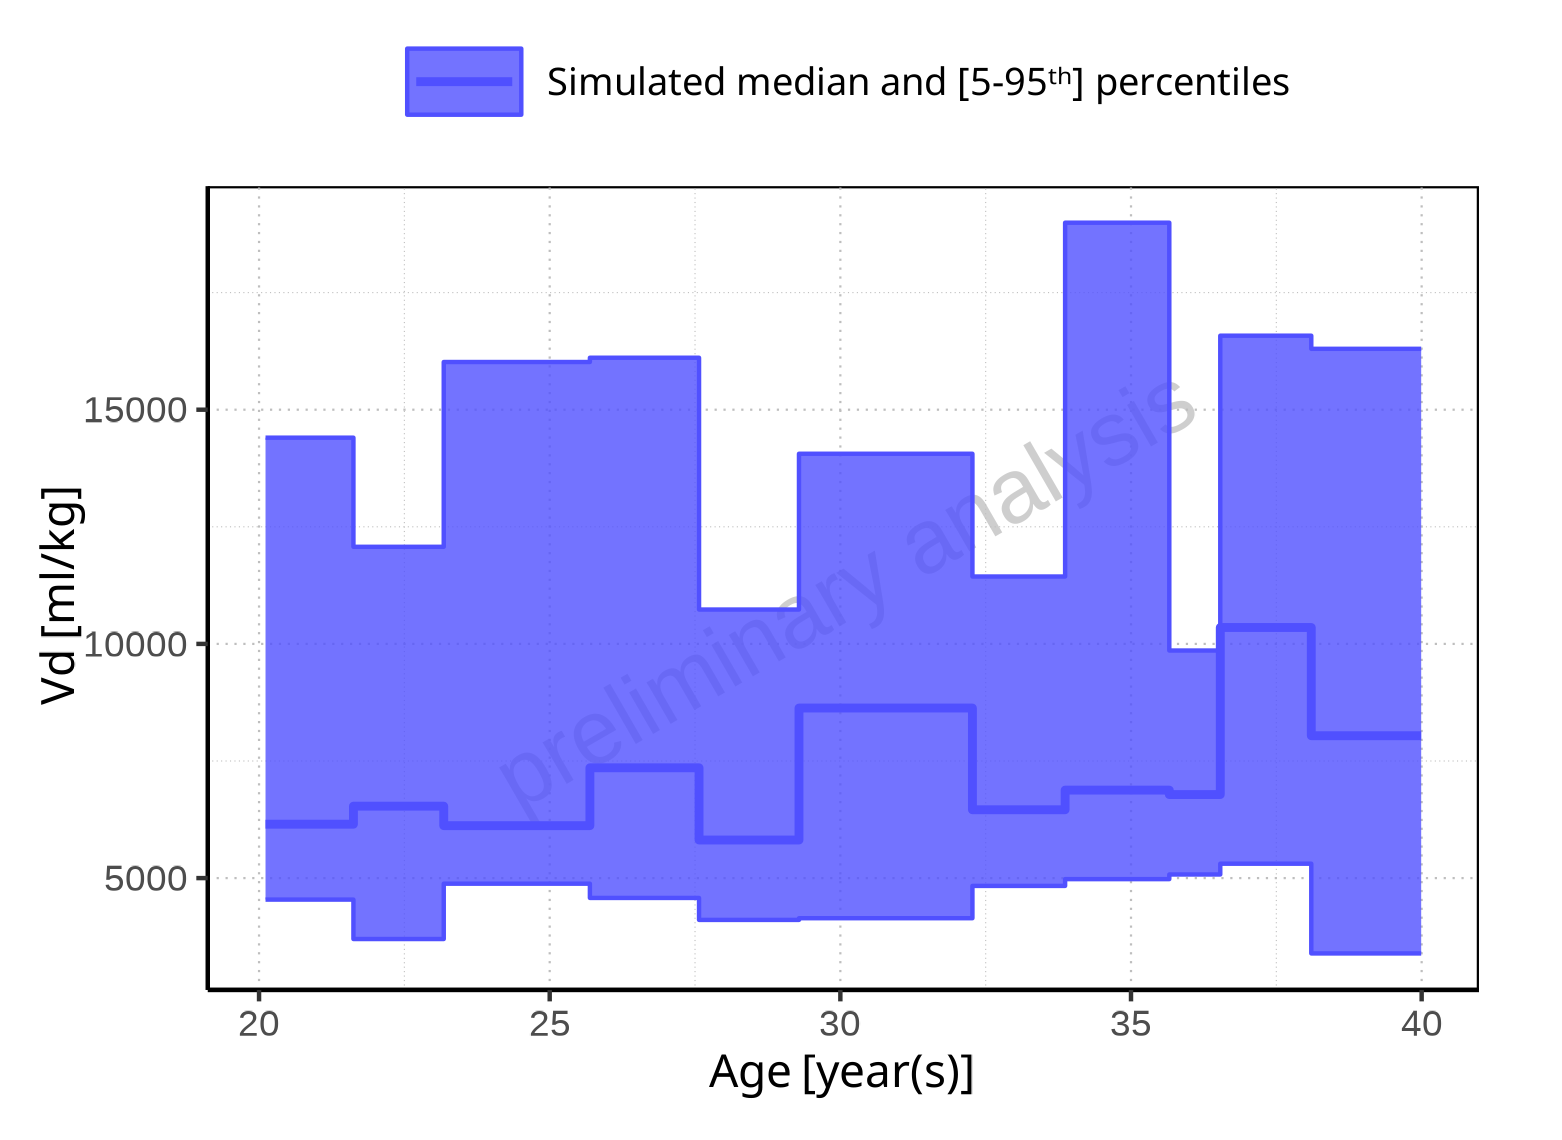 Simulated median and [5-95ᵗʰ] percentiles
15000
10000
5000
Vd [ml/kg]
preliminary analysis
20 25 30 35 40
Age [year(s)]